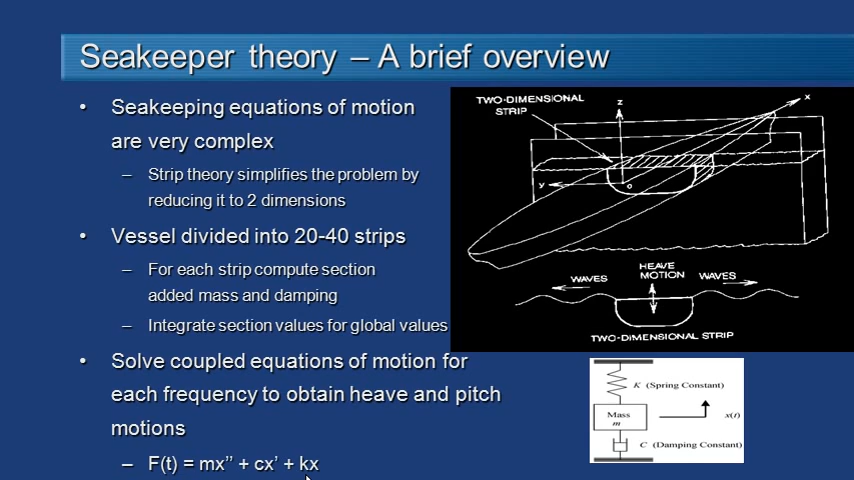 Seakeeper theory – A brief overview
• Seakeeping equations of motion
are very complex
– Strip theory simplifies the problem by
reducing it to 2 dimensions
• Vessel divided into 20-40 strips
– For each strip compute section
added mass and damping
– Integrate section values for global values
• Solve coupled equations of motion for
each frequency to obtain heave and pitch
motions
– F(t) = mx’’ + cx’ + kx
TWO-DIMENSIONAL
STRIP
z
x
y
o
WAVES
HEAVE
MOTION
WAVES
TWO-DIMENSIONAL STRIP
K (Spring Constant)
Mass
m
x(t)
C (Damping Constant)